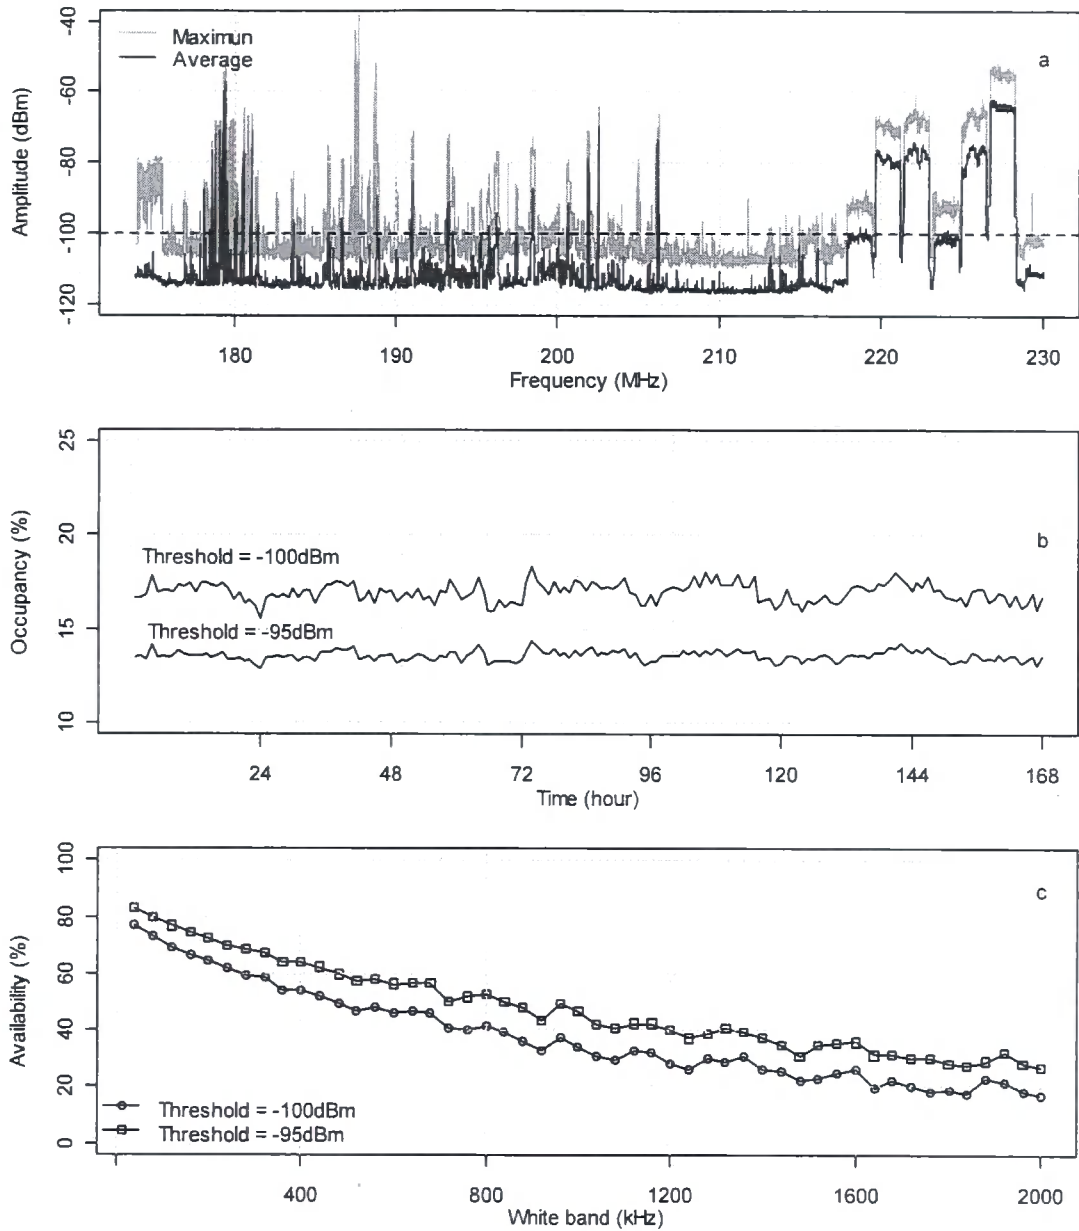 -40
-60
-80
-100
-120
Amplitude (dBm)
Maximun
Average
a
180
190
200
210
220
230
Frequency (MHz)
25
20
15
10
Occupancy (%)
b
Threshold = -100dBm
Threshold = -95dBm
24
48
72
96
120
144
168
Time (hour)
100
80
60
40
20
0
Availability (%)
c
Threshold = -100dBm
Threshold = -95dBm
400
800
1200
1600
2000
White band (kHz)